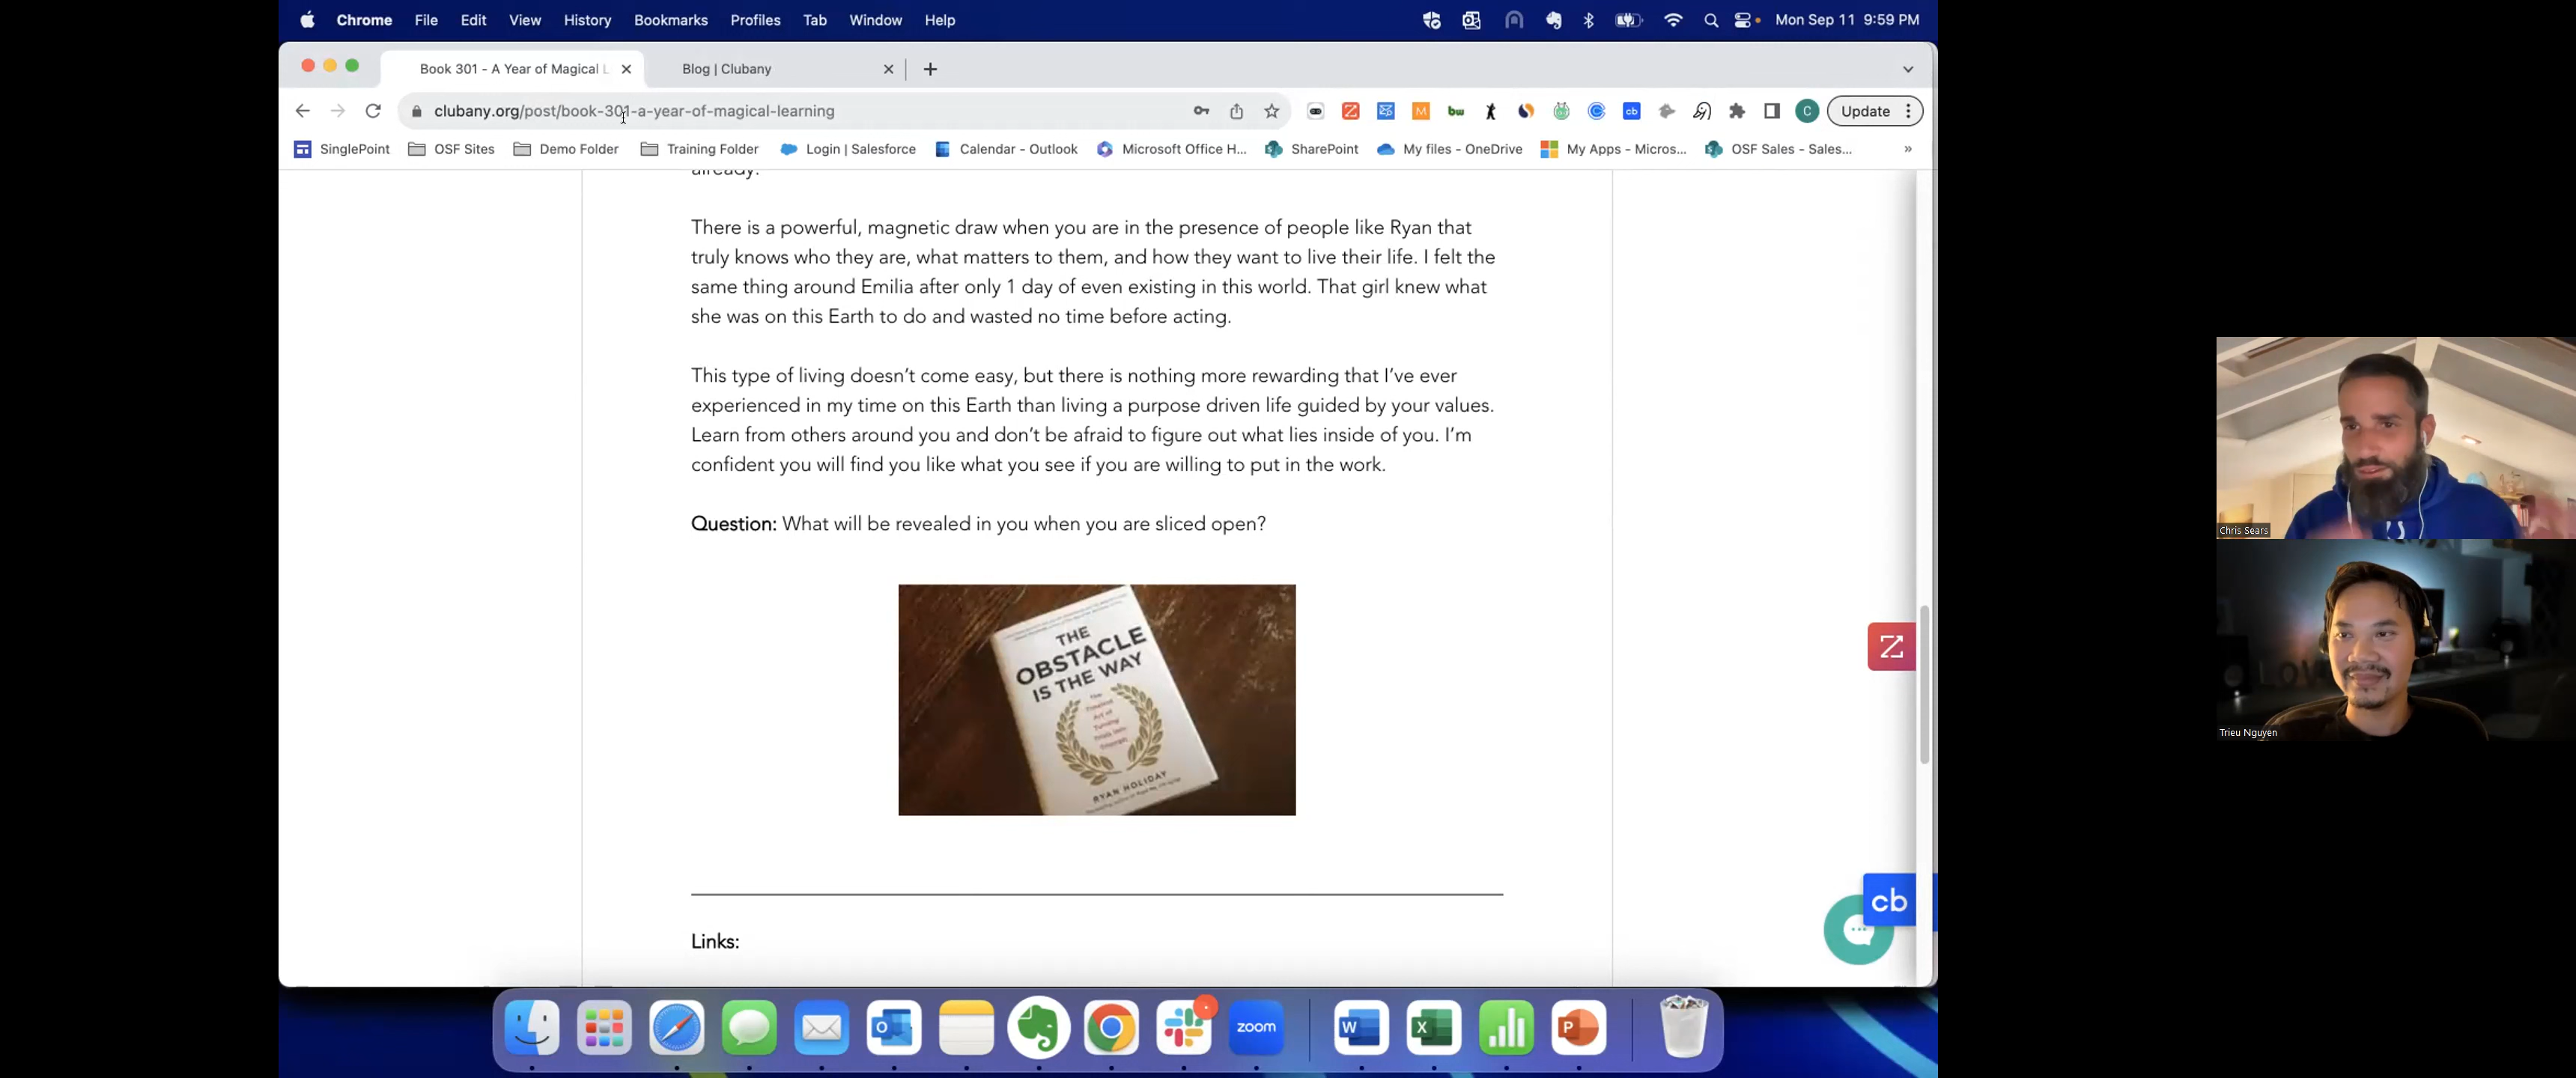 Chrome File Edit View History Bookmarks Profiles Tab Window Help Mon Sep 11 9:59 PM
Book 301 - A Year of Magical L Blog | Clubany
clubany.org/post/book-301-a-year-of-magical-learning
bw cb C Update
SinglePoint OSF Sites Demo Folder Training Folder Login | Salesforce Calendar - Outlook Microsoft Office H... SharePoint My files - OneDrive My Apps - Micros... OSF Sales - Sales...
already.
There is a powerful, magnetic draw when you are in the presence of people like Ryan that
truly knows who they are, what matters to them, and how they want to live their life. I felt the
same thing around Emilia after only 1 day of even existing in this world. That girl knew what
she was on this Earth to do and wasted no time before acting.
This type of living doesn't come easy, but there is nothing more rewarding that I've ever
experienced in my time on this Earth than living a purpose driven life guided by your values.
Learn from others around you and don't be afraid to figure out what lies inside of you. I'm
confident you will find you like what you see if you are willing to put in the work.
Question: What will be revealed in you when you are sliced open?
THE
OBSTACLE
IS THE WAY
The
Timeless
Art of
Turning
Trials into
Triumph
RYAN HOLIDAY
cb
Links:
zoom
Chris Sears
Trieu Nguyen